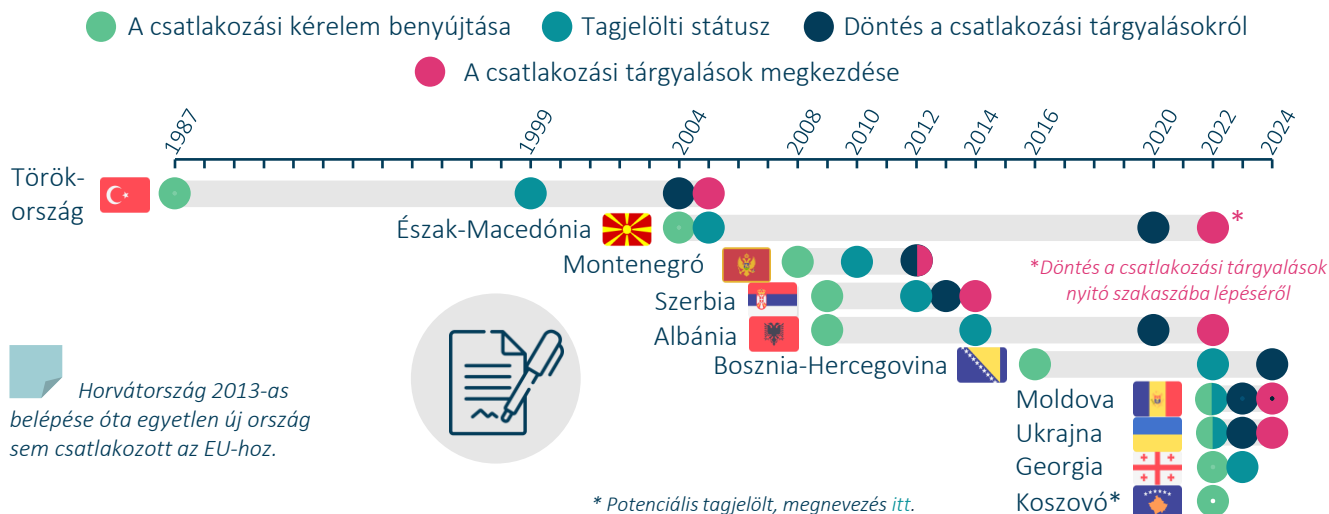 A csatlakozási kérelem benyújtása
Tagjelölti státusz
Döntés a csatlakozási tárgyalásokról
A csatlakozási tárgyalások megkezdése
1987
1999
2004
2008
2010
2012
2014
2016
2020
2022
2024
Török-
ország
Észak-Macedónia
*
Montenegró
*Döntés a csatlakozási tárgyalások
nyitó szakaszába lépéséről
Szerbia
Albánia
Bosznia-Hercegovina
Horvátország 2013-as
belépése óta egyetlen új ország
sem csatlakozott az EU-hoz.
Moldova
Ukrajna
Georgia
Koszovó*
* Potenciális tagjelölt, megnevezés itt.